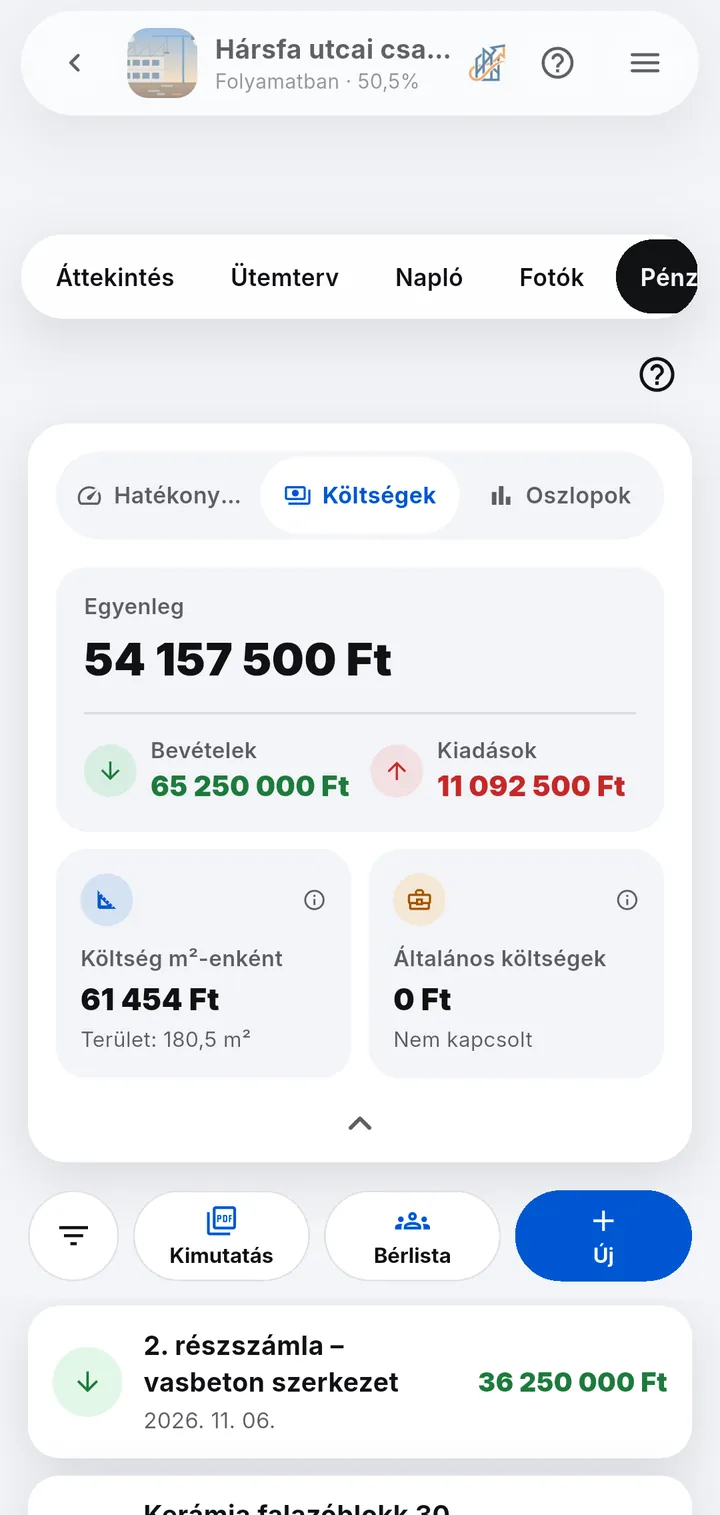 Hársfa utcai csa...
Folyamatban · 50,5%
Áttekintés Ütemterv Napló Fotók Pénz
Hatékony... Költségek Oszlopok
Egyenleg
54 157 500 Ft
Bevételek Kiadások
65 250 000 Ft 11 092 500 Ft
Költség m²-enként
61 454 Ft
Terület: 180,5 m²
Általános költségek
0 Ft
Nem kapcsolt
PDF
Kimutatás Bérlista Új
2. részszámla –
vasbeton szerkezet
36 250 000 Ft
2026. 11. 06.
Kerámia falazóblokk 30